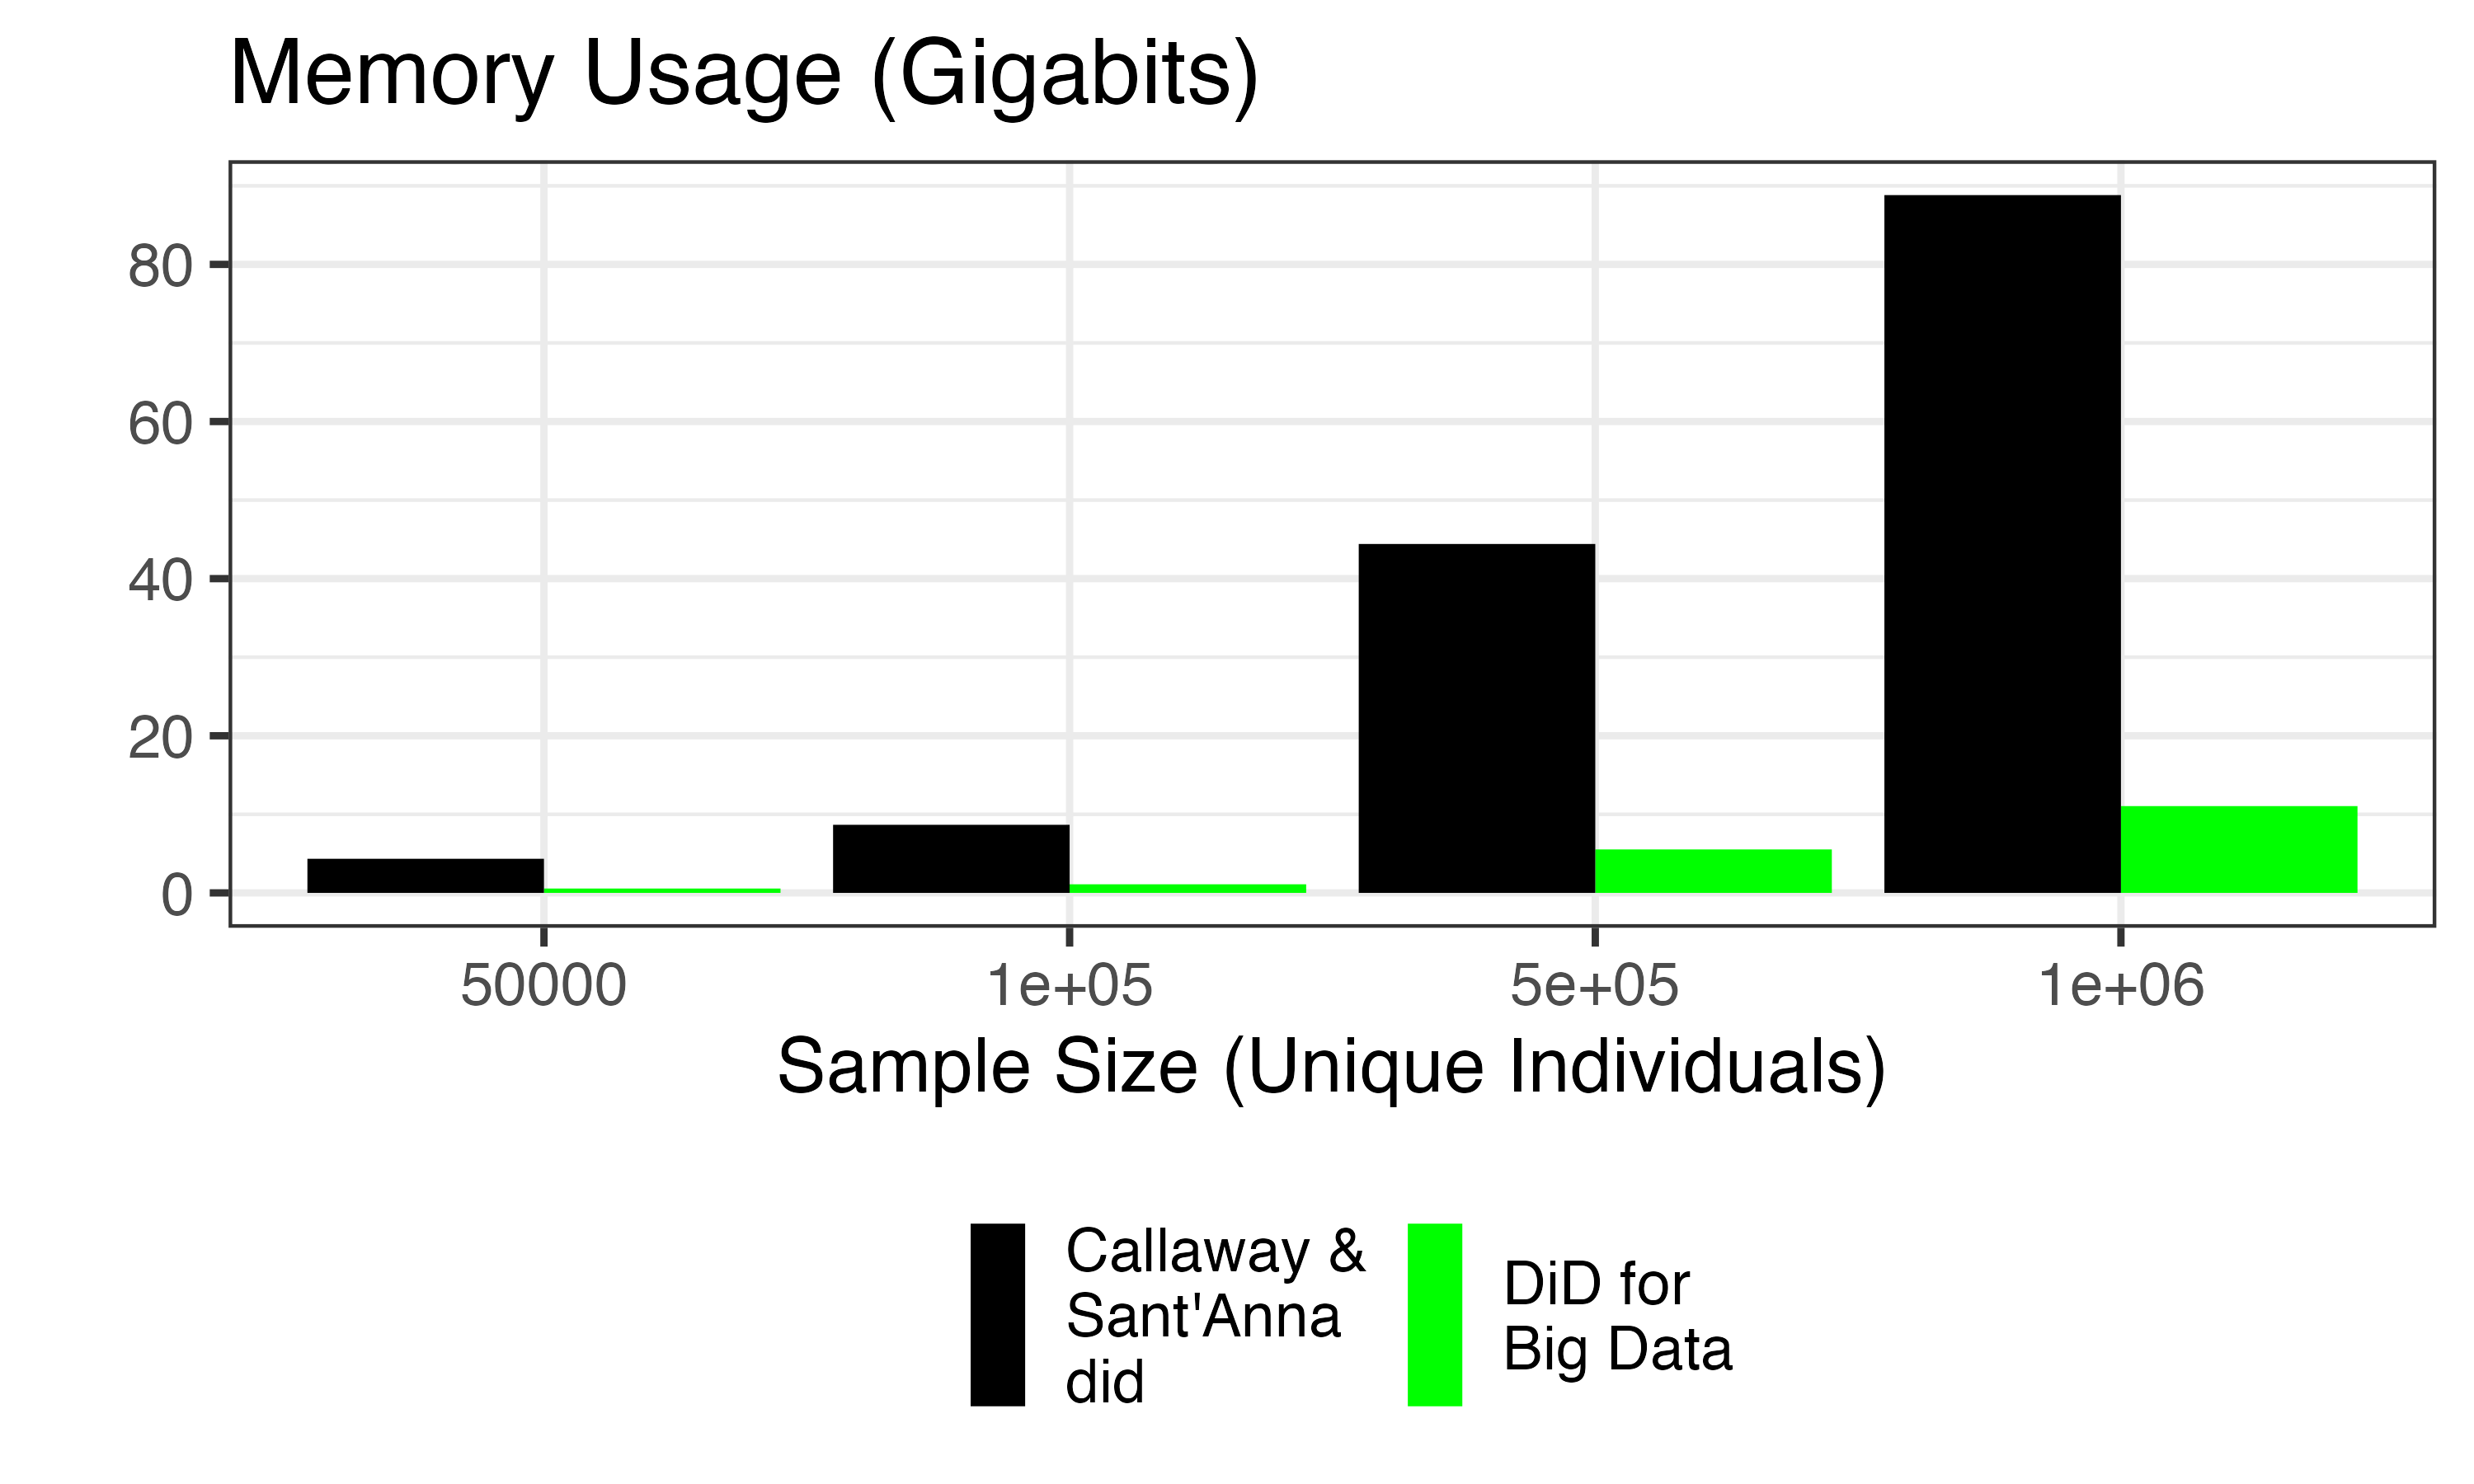 Memory Usage (Gigabits)
80
60
40
20
0
50000 1e+05 5e+05 1e+06
Sample Size (Unique Individuals)
Callaway &
Sant'Anna
did
DiD for
Big Data